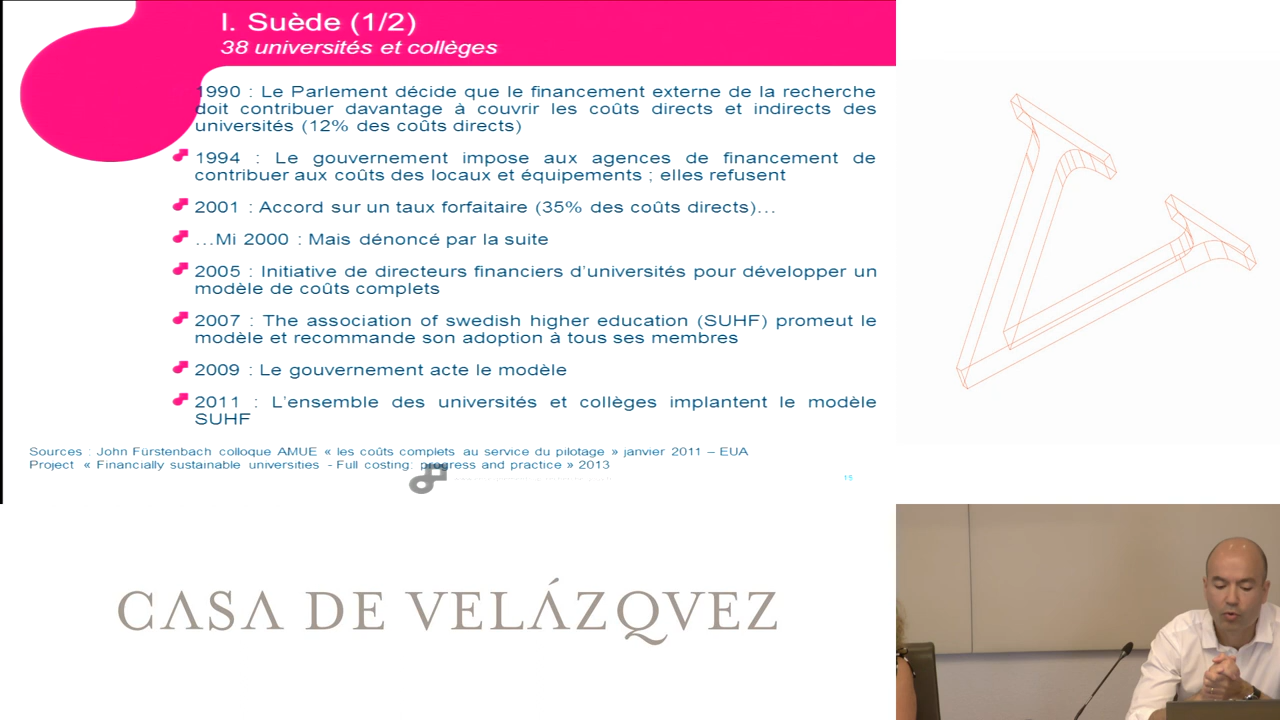 I. Suède (1/2)
38 universités et collèges
1990 : Le Parlement décide que le financement externe de la recherche
doit contribuer davantage à couvrir les coûts directs et indirects des
universités (12% des coûts directs)
1994 : Le gouvernement impose aux agences de financement de
contribuer aux coûts des locaux et équipements ; elles refusent
2001 : Accord sur un taux forfaitaire (35% des coûts directs)…
…Mi 2000 : Mais dénoncé par la suite
2005 : Initiative de directeurs financiers d'universités pour développer un
modèle de coûts complets
2007 : The association of swedish higher education (SUHF) promeut le
modèle et recommande son adoption à tous ses membres
2009 : Le gouvernement acte le modèle
2011 : L'ensemble des universités et collèges implantent le modèle
SUHF
Sources : John Fürstenbach colloque AMUE « les coûts complets au service du pilotage » janvier 2011 – EUA
Project « Financially sustainable universities - Full costing: progress and practice » 2013
15
CASA DE VELÁZQVEZ